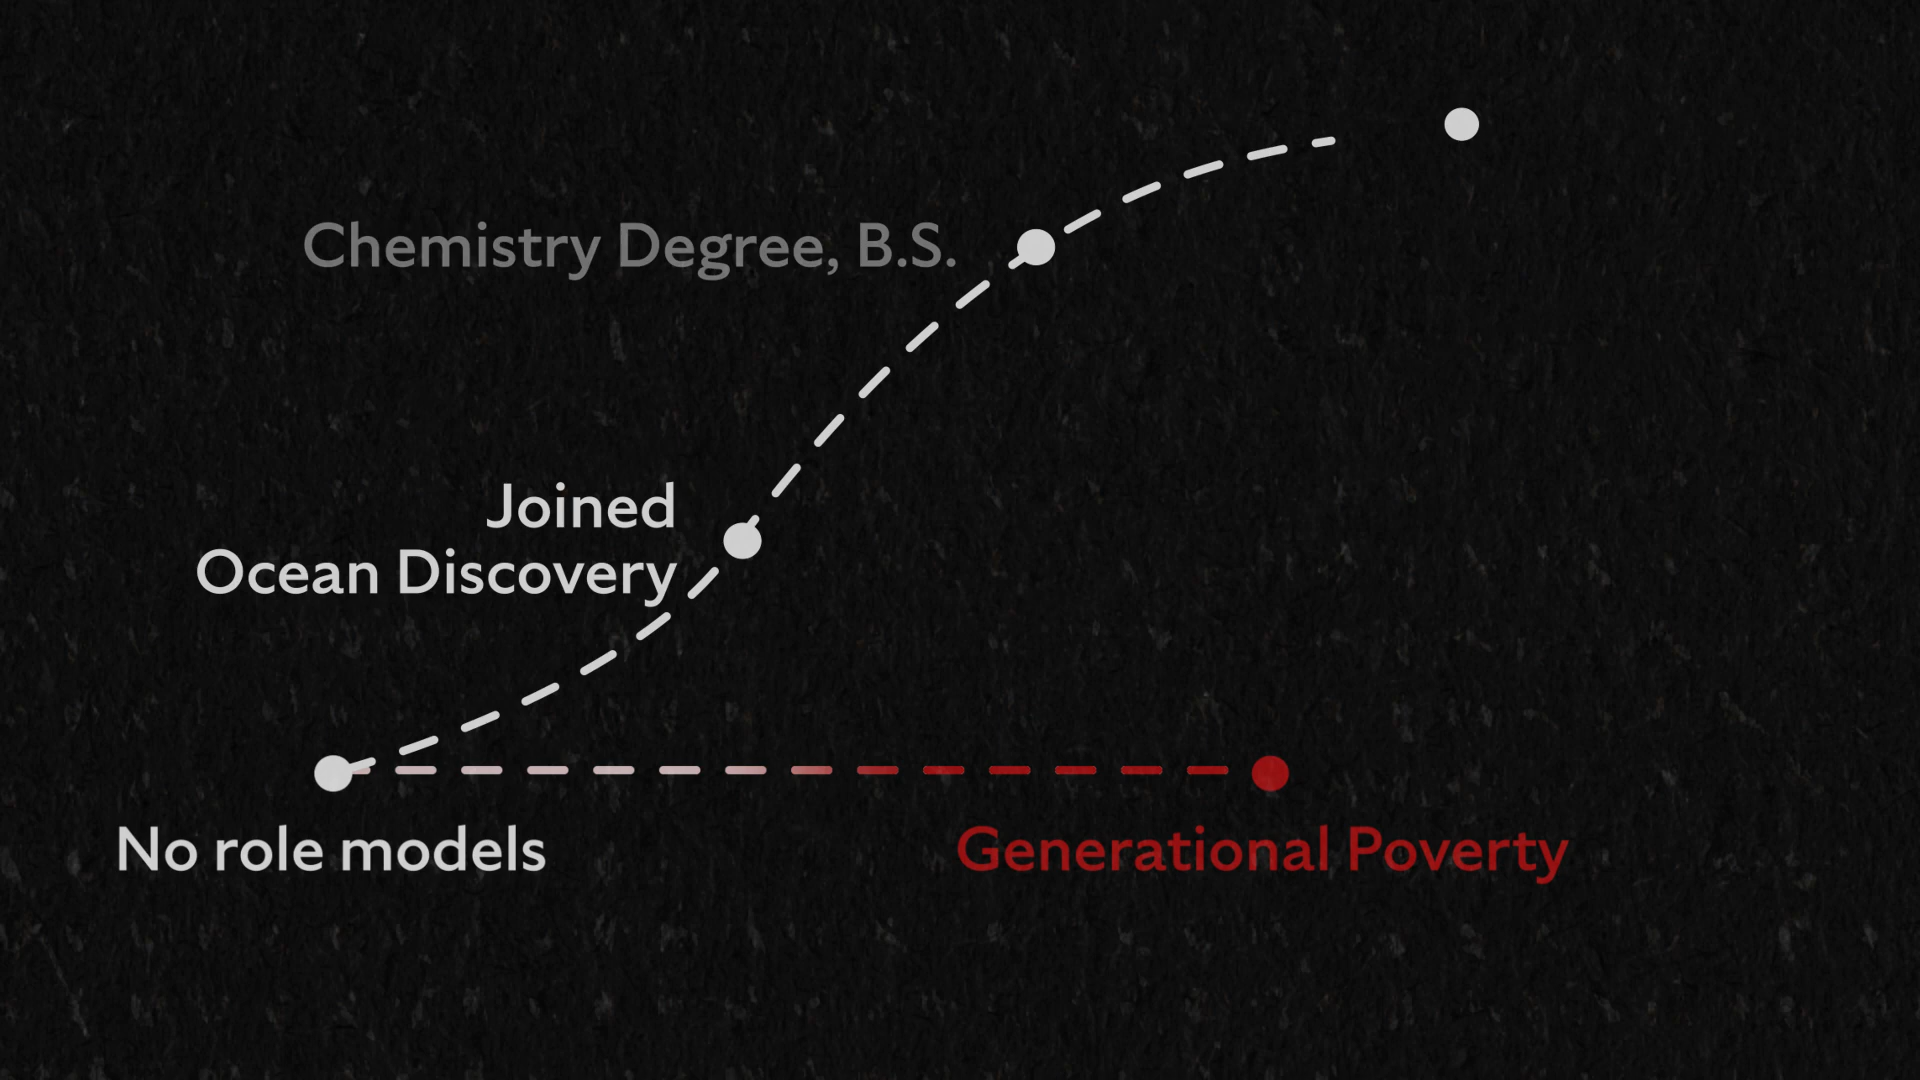 Chemistry Degree, B.S.
Joined
Ocean Discovery
No role models
Generational Poverty